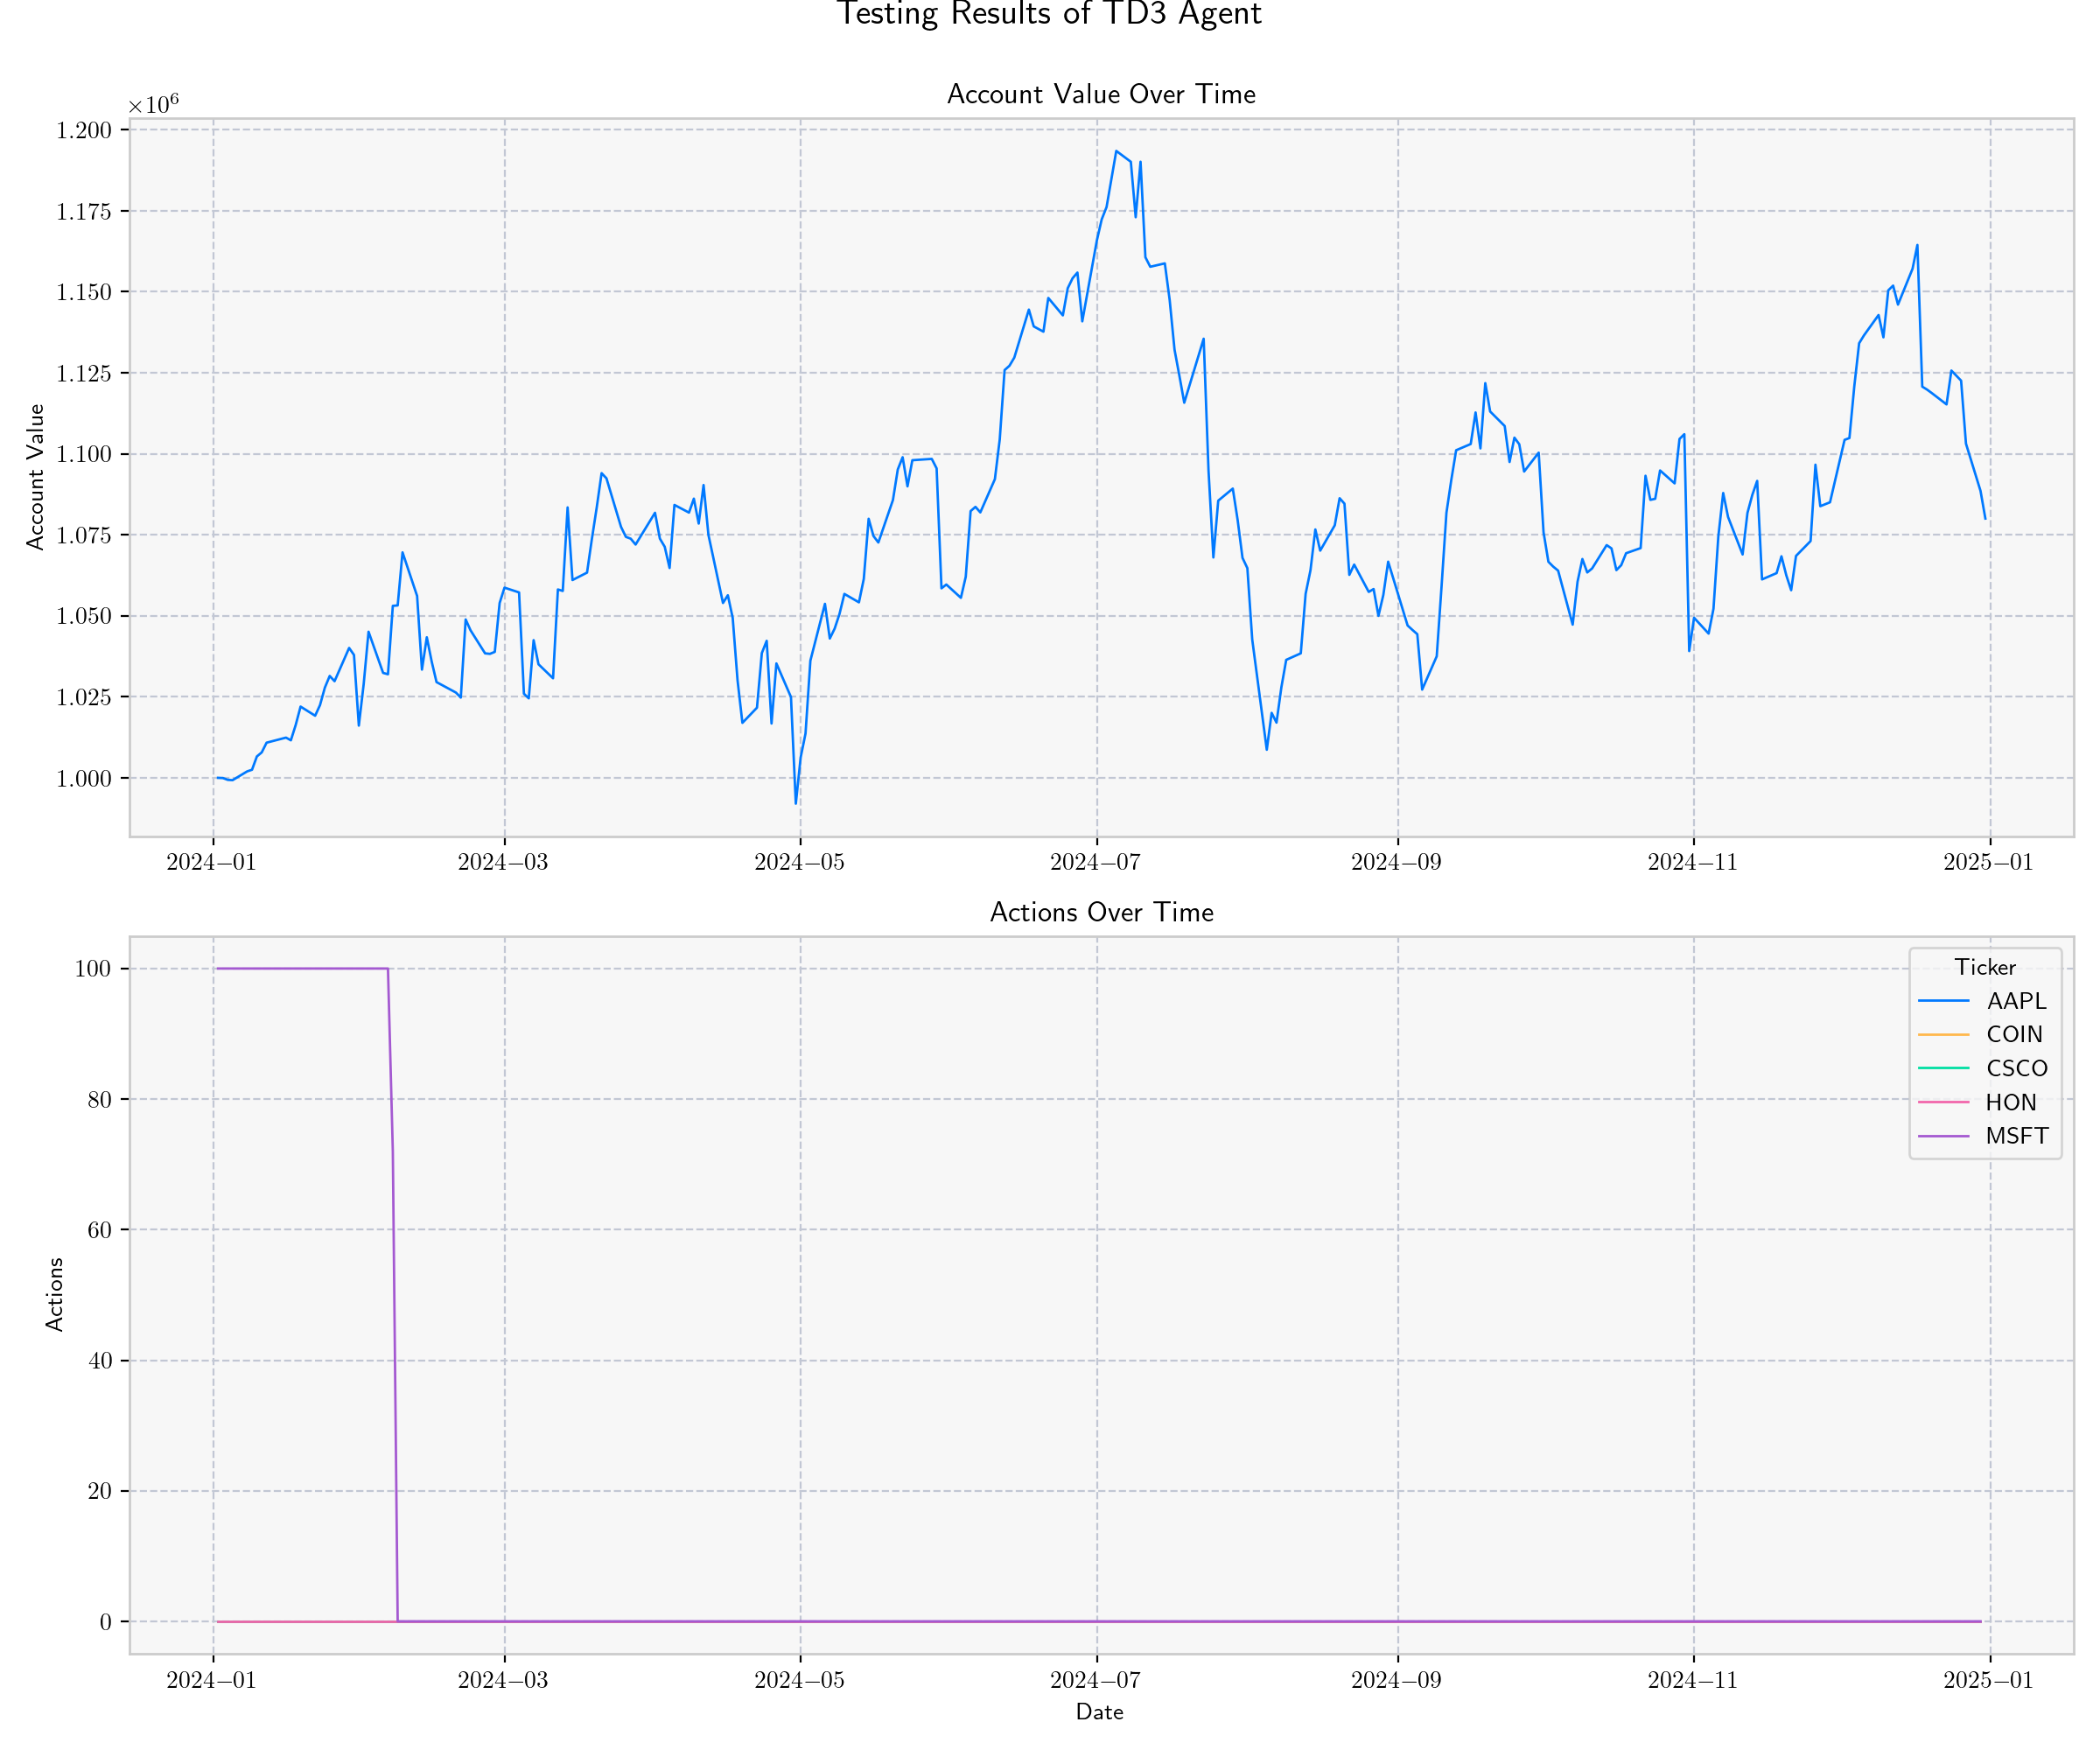 Testing Results of TD3 Agent
Account Value Over Time
×10⁶
1.200
1.175
1.150
1.125
1.100
1.075
1.050
1.025
1.000
Account Value
2024−01 2024−03 2024−05 2024−07 2024−09 2024−11 2025−01
Actions Over Time
100
80
60
40
20
0
Actions
Ticker
AAPL
COIN
CSCO
HON
MSFT
2024−01 2024−03 2024−05 2024−07 2024−09 2024−11 2025−01
Date